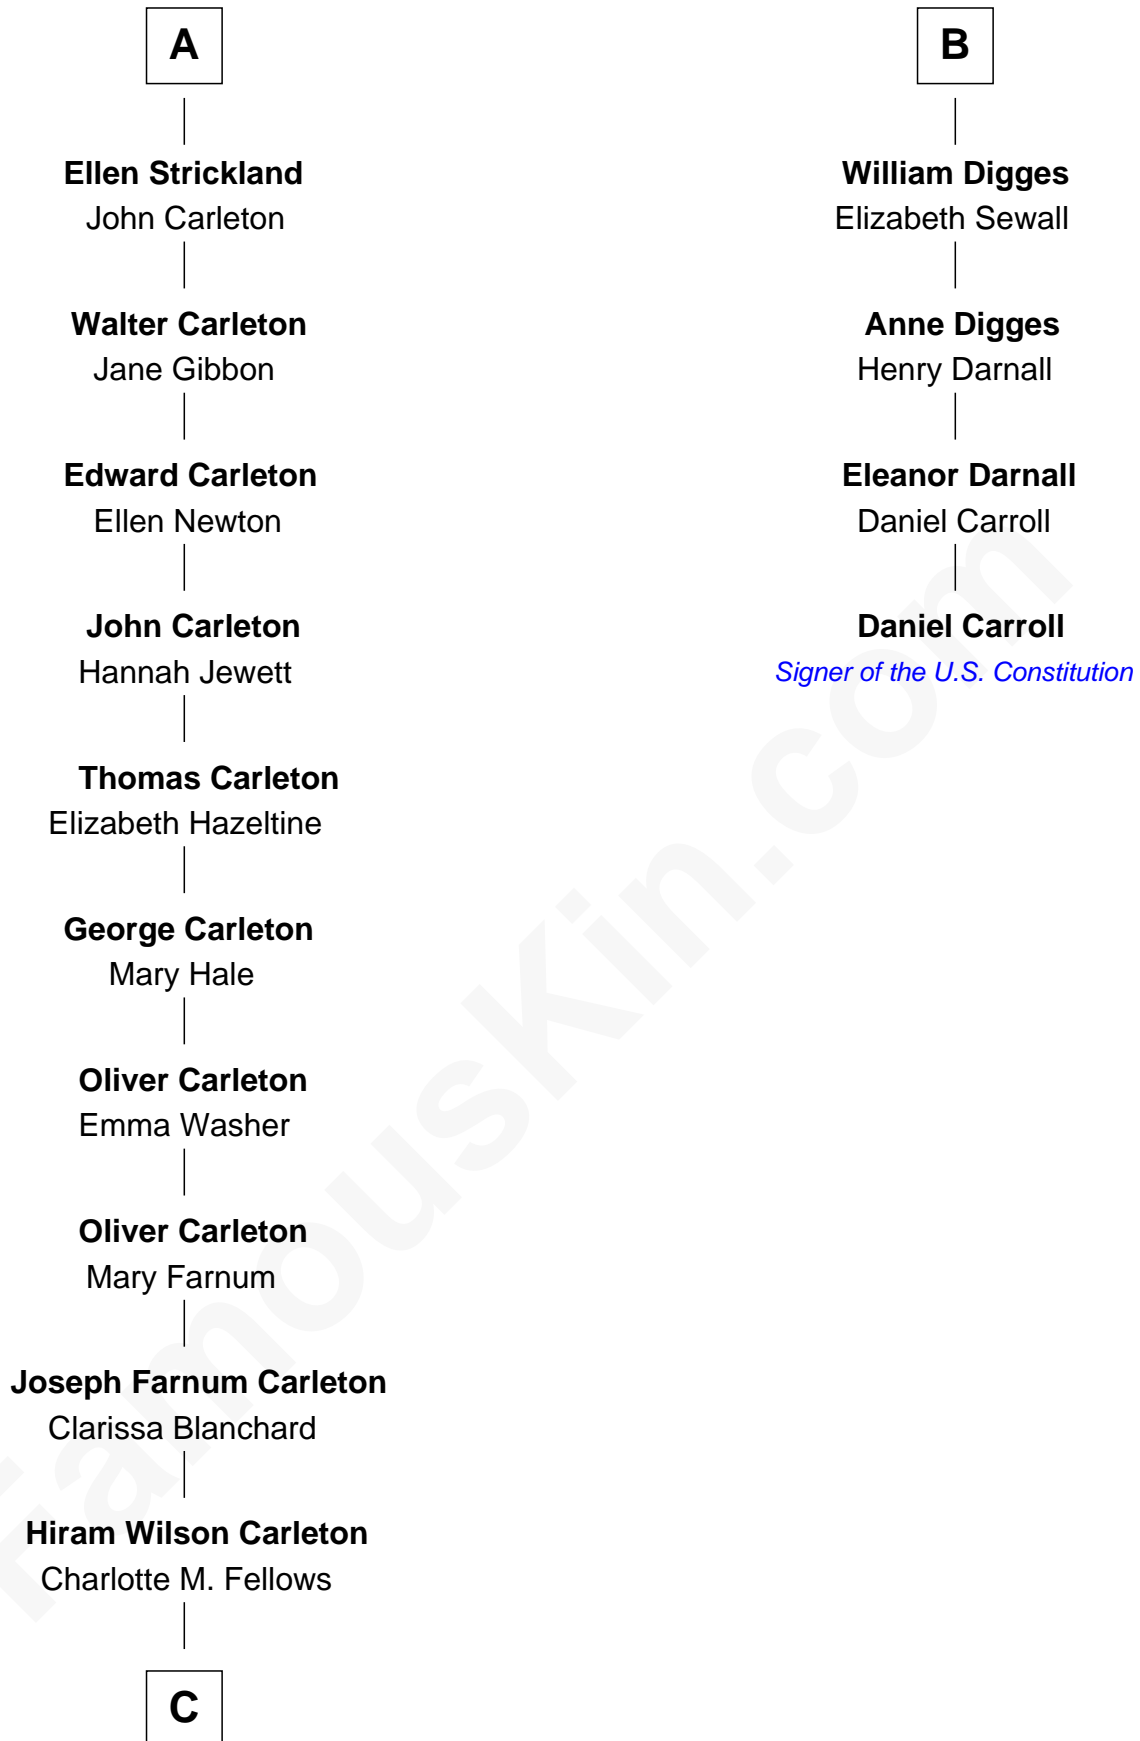 A
Ellen Strickland
John Carleton
Walter Carleton
Jane Gibbon
Edward Carleton
Ellen Newton
John Carleton
Hannah Jewett
Thomas Carleton
Elizabeth Hazeltine
George Carleton
Mary Hale
Oliver Carleton
Emma Washer
Oliver Carleton
Mary Farnum
Joseph Farnum Carleton
Clarissa Blanchard
Hiram Wilson Carleton
Charlotte M. Fellows
C
B
William Digges
Elizabeth Sewall
Anne Digges
Henry Darnall
Eleanor Darnall
Daniel Carroll
Daniel Carroll
Signer of the U.S. Constitution
FamousKin.com